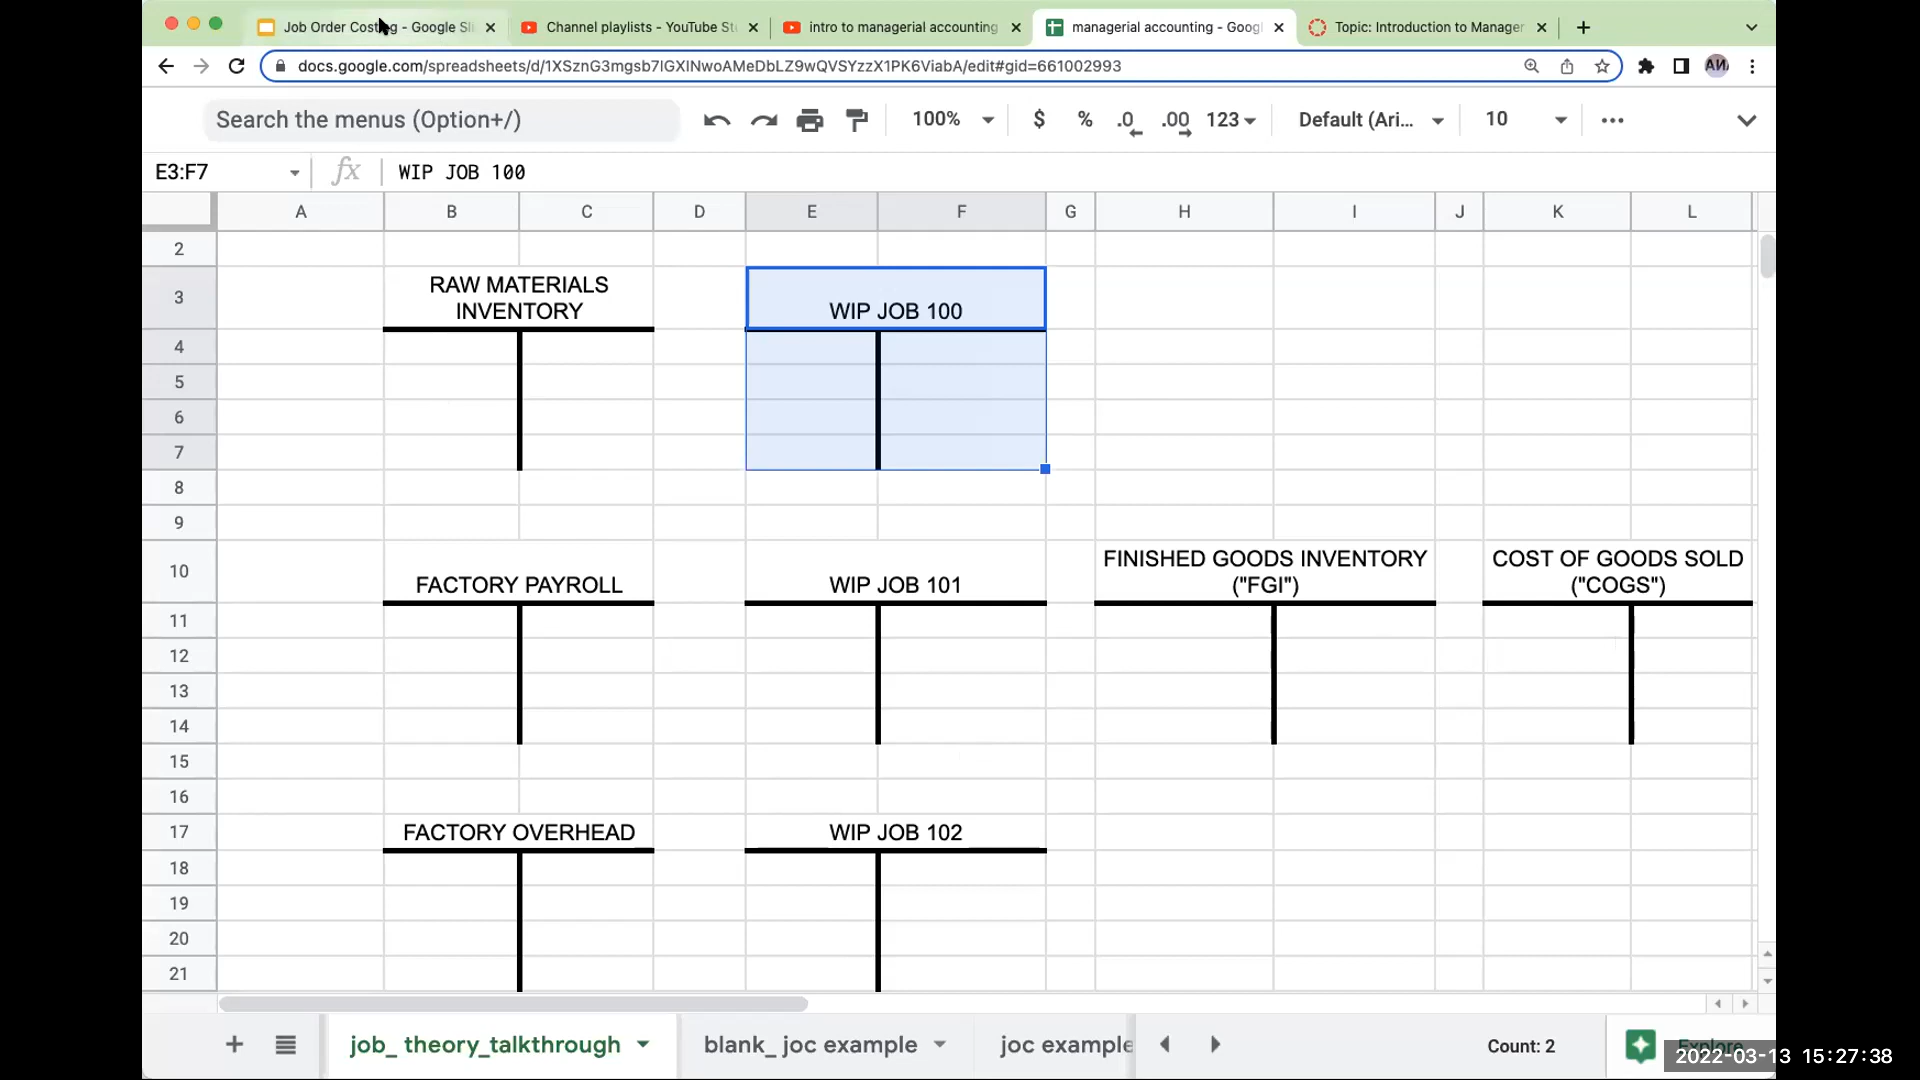 Job Order Costing - Google Sli
Channel playlists - YouTube Stu
intro to managerial accounting
managerial accounting - Googl
Topic: Introduction to Manager
docs.google.com/spreadsheets/d/1XSznG3mgsb7lGXINwoAMeDbLZ9wQVSYzzX1PK6ViabA/edit#gid=661002993
Search the menus (Option+/)
100%
$
%
.0
.00
123
Default (Ari...
10
E3:F7
fx
WIP JOB 100
A
B
C
D
E
F
G
H
I
J
K
L
2
3
RAW MATERIALS
INVENTORY
WIP JOB 100
4
5
6
7
8
9
10
FACTORY PAYROLL
WIP JOB 101
FINISHED GOODS INVENTORY
("FGI")
COST OF GOODS SOLD
("COGS")
11
12
13
14
15
16
17
FACTORY OVERHEAD
WIP JOB 102
18
19
20
21
job_ theory_talkthrough
blank_ joc example
joc example
Count: 2
Explore
2022-03-13 15:27:38